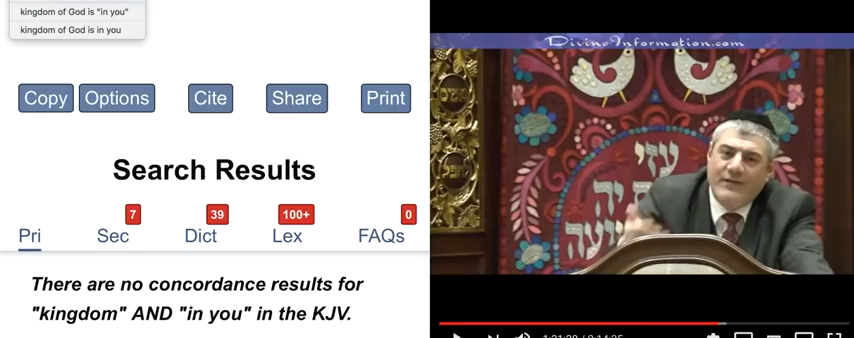 kingdom of God is "in you"
kingdom of God is in you
Copy Options Cite Share Print
Search Results
7 39 100+ 0
Pri Sec Dict Lex FAQs
There are no concordance results for
"kingdom" AND "in you" in the KJV.
DivineInformation.com
עזי
יה